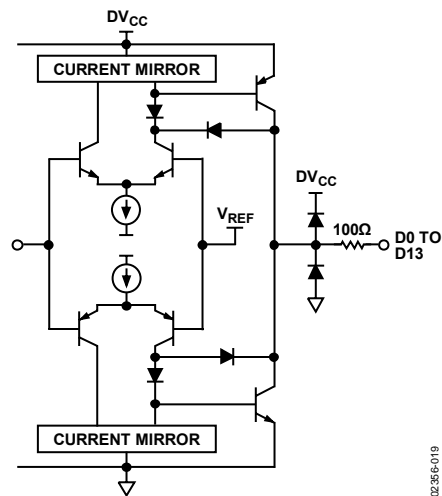 DVCC
CURRENT MIRROR
DVCC
VREF
100Ω
D0 TO
D13
CURRENT MIRROR
02356-019